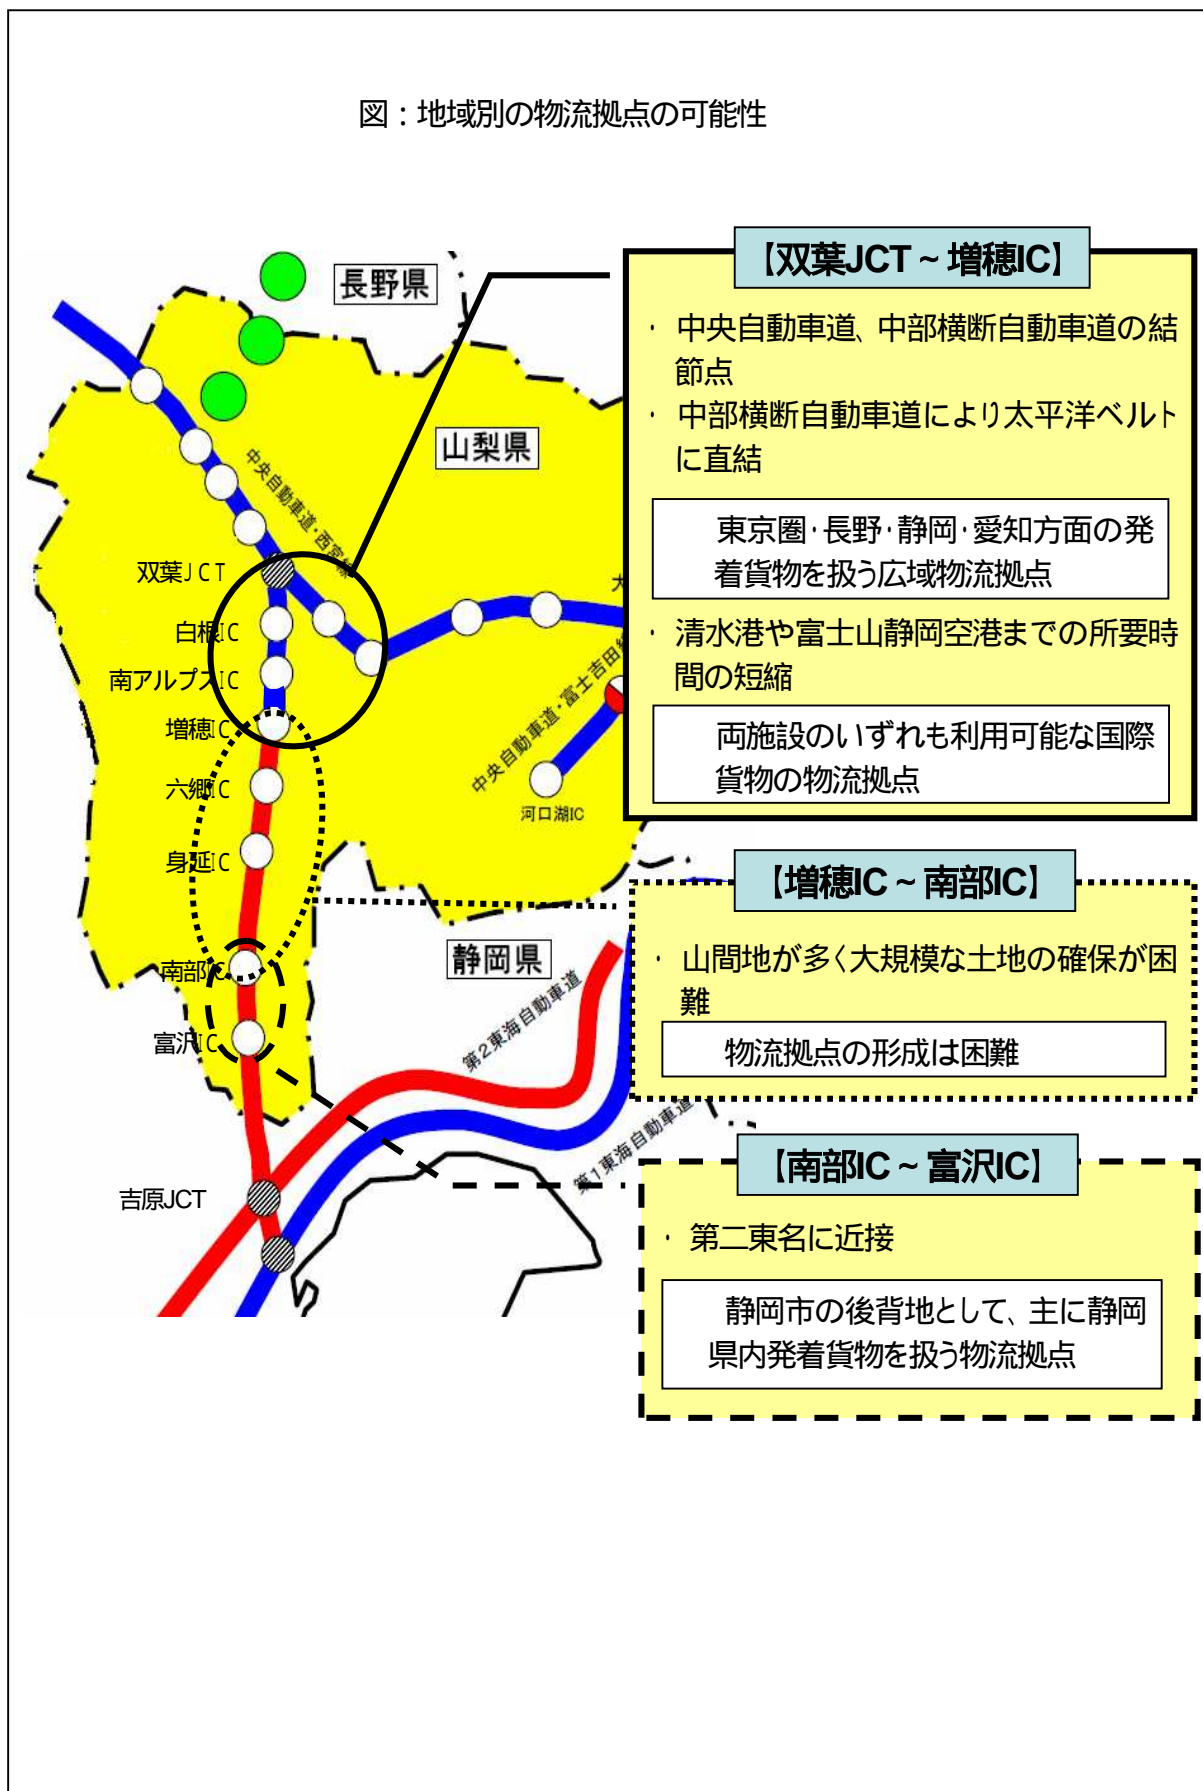 図：地域別の物流拠点の可能性
長野県
山梨県
中央自動車道・西宮線
双葉JCT
白根IC
南アルプスIC
増穂IC
六郷IC
身延IC
南部IC
富沢IC
吉原JCT
大
中央自動車道・富士吉田線
河口湖IC
静岡県
第2東海自動車道
第1東海自動車道
【双葉JCT～増穂IC】
・ 中央自動車道、中部横断自動車道の結
節点
・ 中部横断自動車道により太平洋ベルト
に直結
東京圏・長野・静岡・愛知方面の発
着貨物を扱う広域物流拠点
・ 清水港や富士山静岡空港までの所要時
間の短縮
両施設のいずれも利用可能な国際
貨物の物流拠点
【増穂IC～南部IC】
・ 山間地が多く大規模な土地の確保が困
難
物流拠点の形成は困難
【南部IC～富沢IC】
・ 第二東名に近接
静岡市の後背地として、主に静岡
県内発着貨物を扱う物流拠点